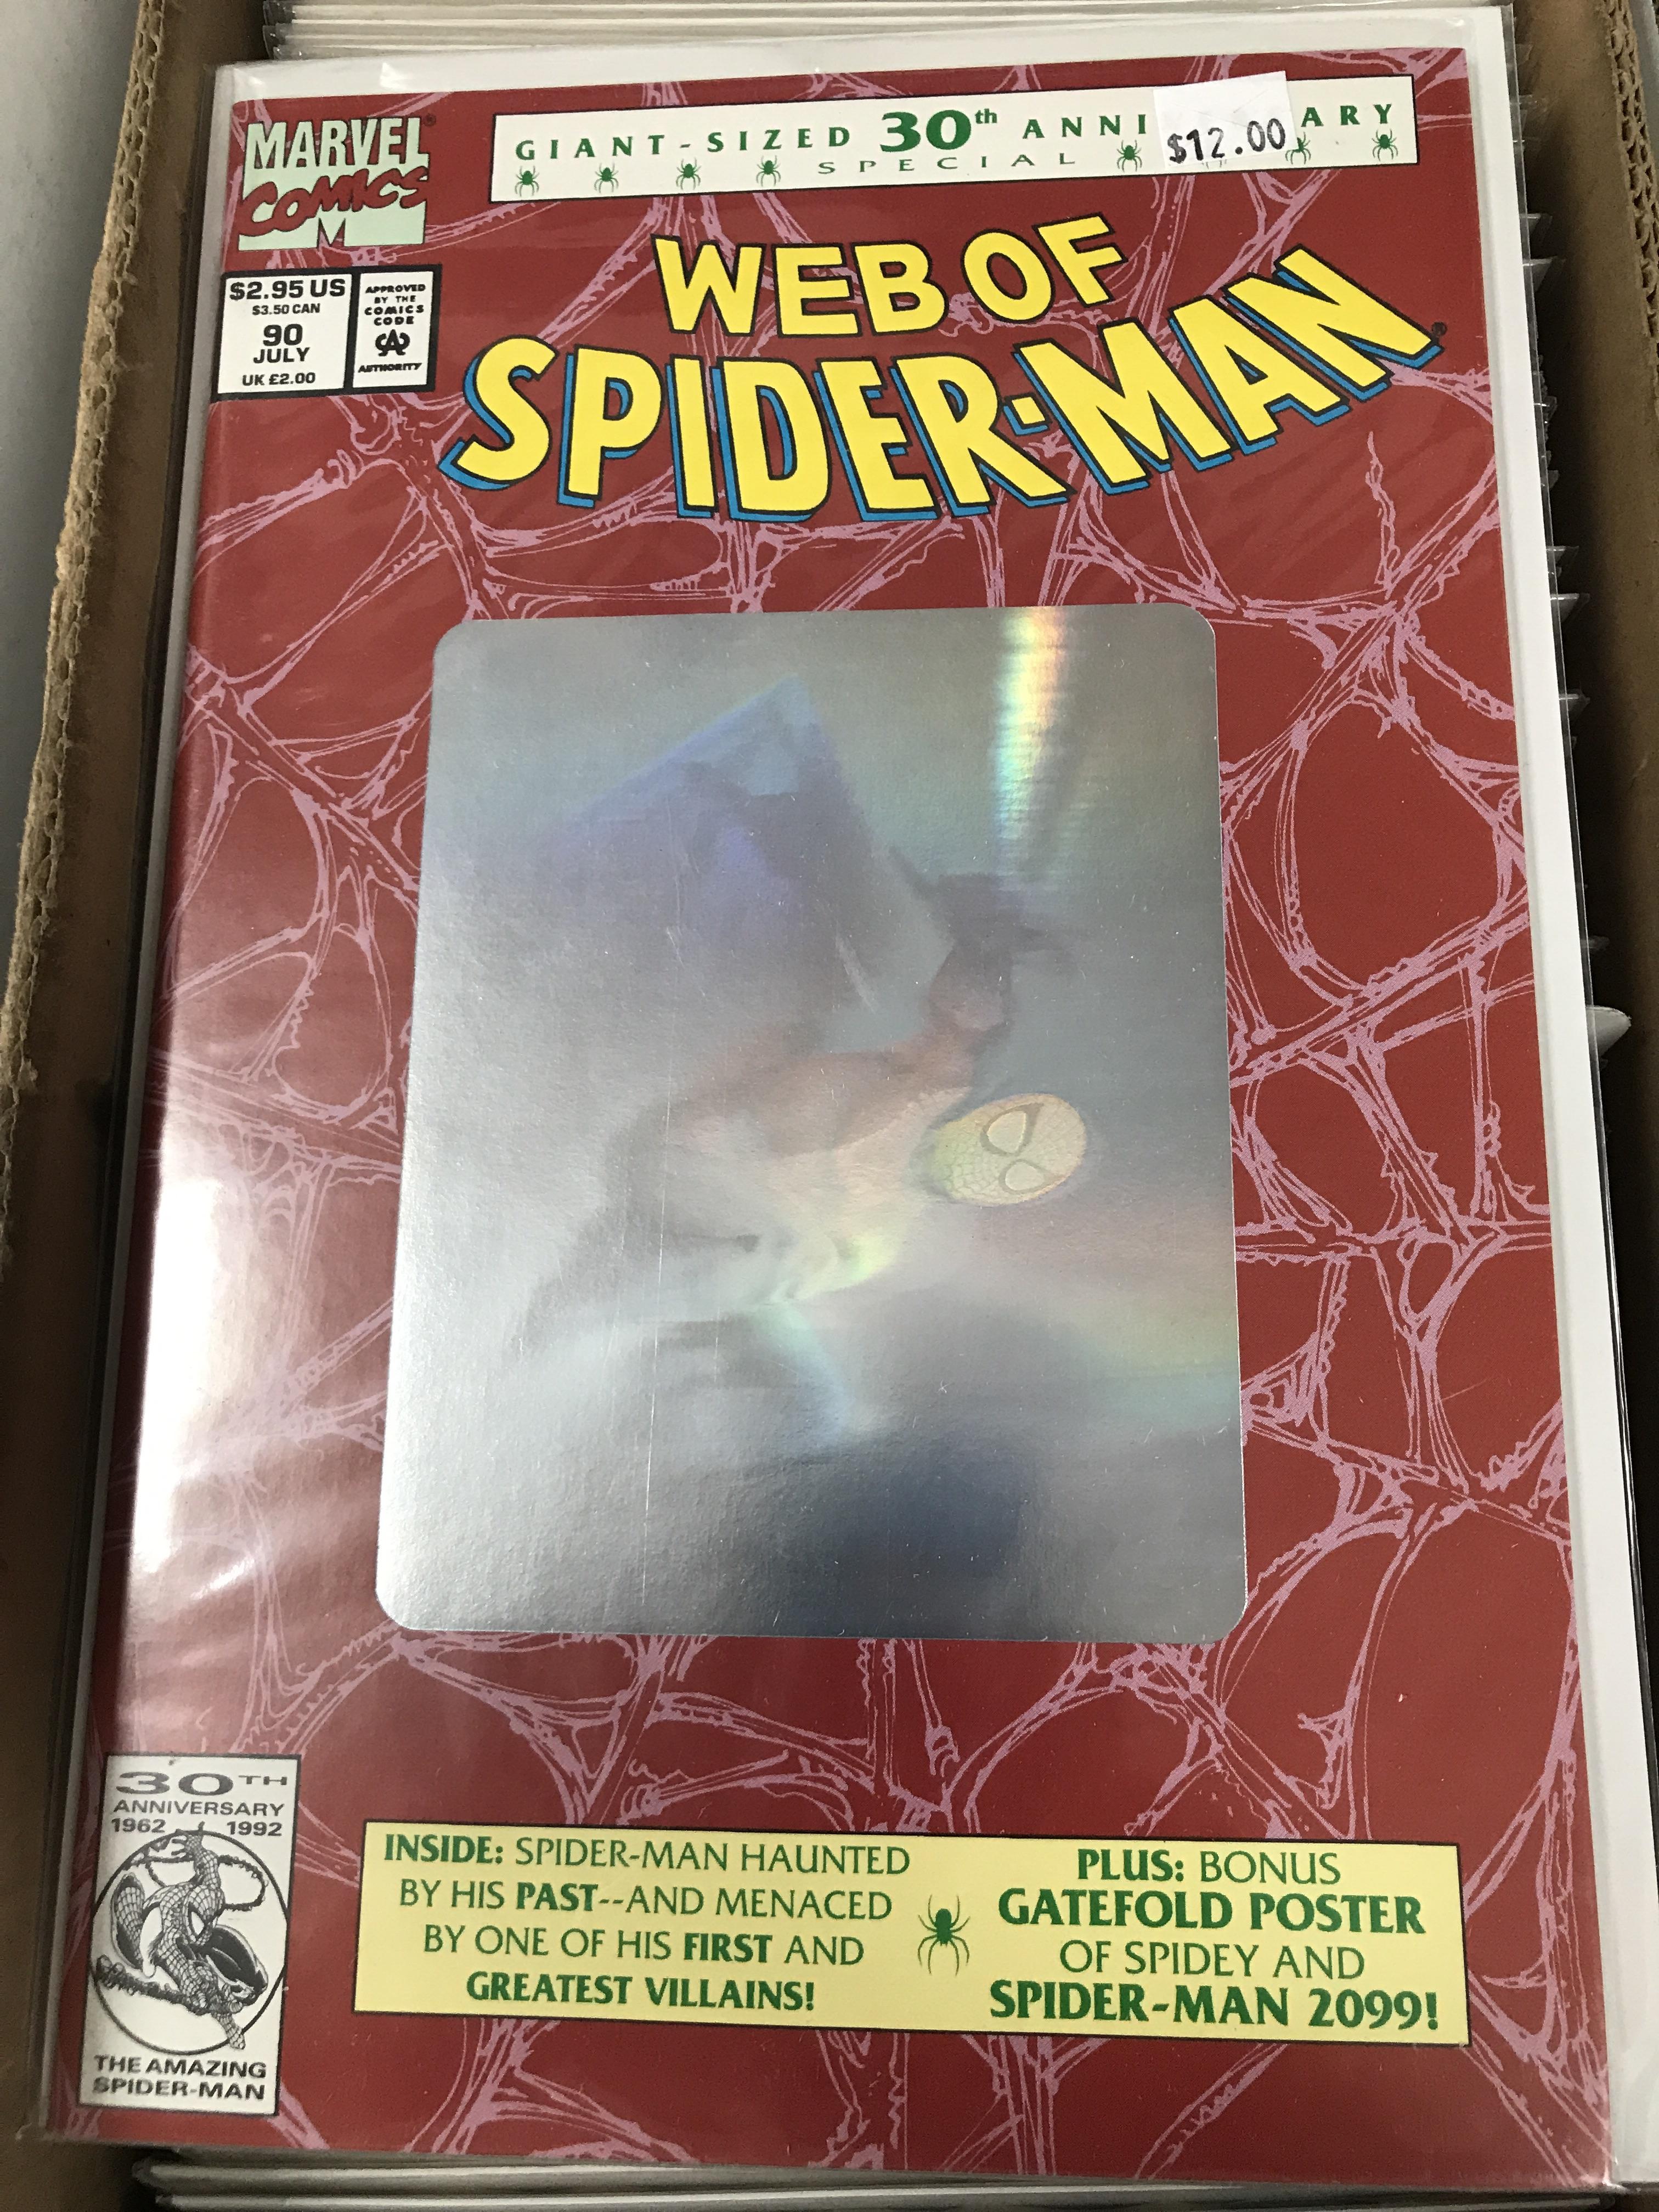 GIANT-SIZED 30th ANNI ARY
SPECIAL
$12.00
MARVEL
COMICS
M
$2.95 US
$3.50 CAN
90
JULY
UK £2.00
APPROVED
BY THE
COMICS
CODE
CA
AUTHORITY
WEB OF
SPIDER-MAN®
30TH
ANNIVERSARY
1962 1992
THE AMAZING
SPIDER-MAN
INSIDE: SPIDER-MAN HAUNTED
BY HIS PAST--AND MENACED
BY ONE OF HIS FIRST AND
GREATEST VILLAINS!
PLUS: BONUS
GATEFOLD POSTER
OF SPIDEY AND
SPIDER-MAN 2099!